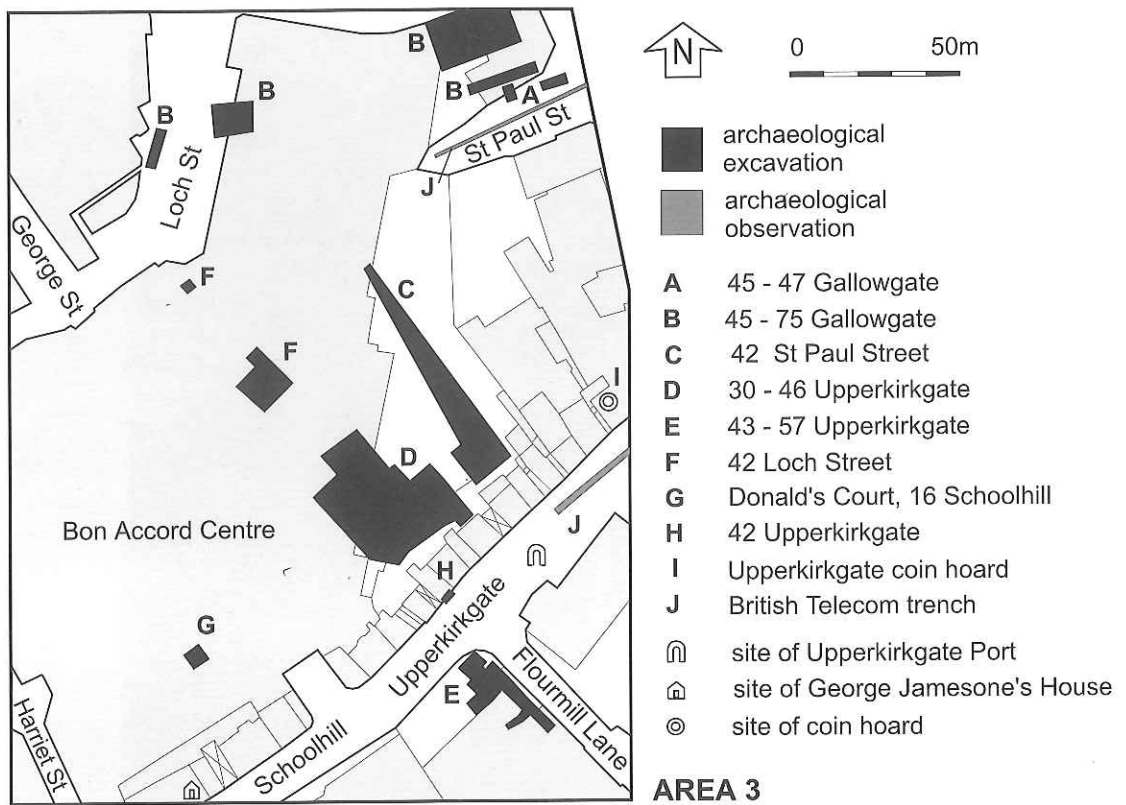 B
B
B
B
A
St Paul St
J
Loch St
George St
F
C
F
I
D
Bon Accord Centre
J
H
G
Upperkirkgate
E
Flourmill Lane
Harriet St
Schoolhill
N
0 50m
archaeological
excavation
archaeological
observation
A 45 - 47 Gallowgate
B 45 - 75 Gallowgate
C 42 St Paul Street
D 30 - 46 Upperkirkgate
E 43 - 57 Upperkirkgate
F 42 Loch Street
G Donald's Court, 16 Schoolhill
H 42 Upperkirkgate
I Upperkirkgate coin hoard
J British Telecom trench
site of Upperkirkgate Port
site of George Jamesone's House
site of coin hoard
AREA 3